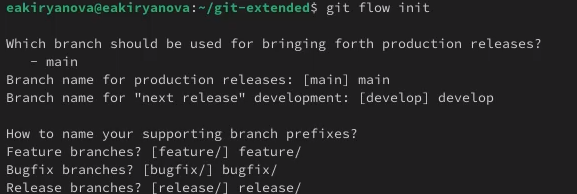 eakiryanova@eakiryanova:~/git-extended$ git flow init
Which branch should be used for bringing forth production releases?
- main
Branch name for production releases: [main] main
Branch name for "next release" development: [develop] develop
How to name your supporting branch prefixes?
Feature branches? [feature/] feature/
Bugfix branches? [bugfix/] bugfix/
Release branches? [release/] release/